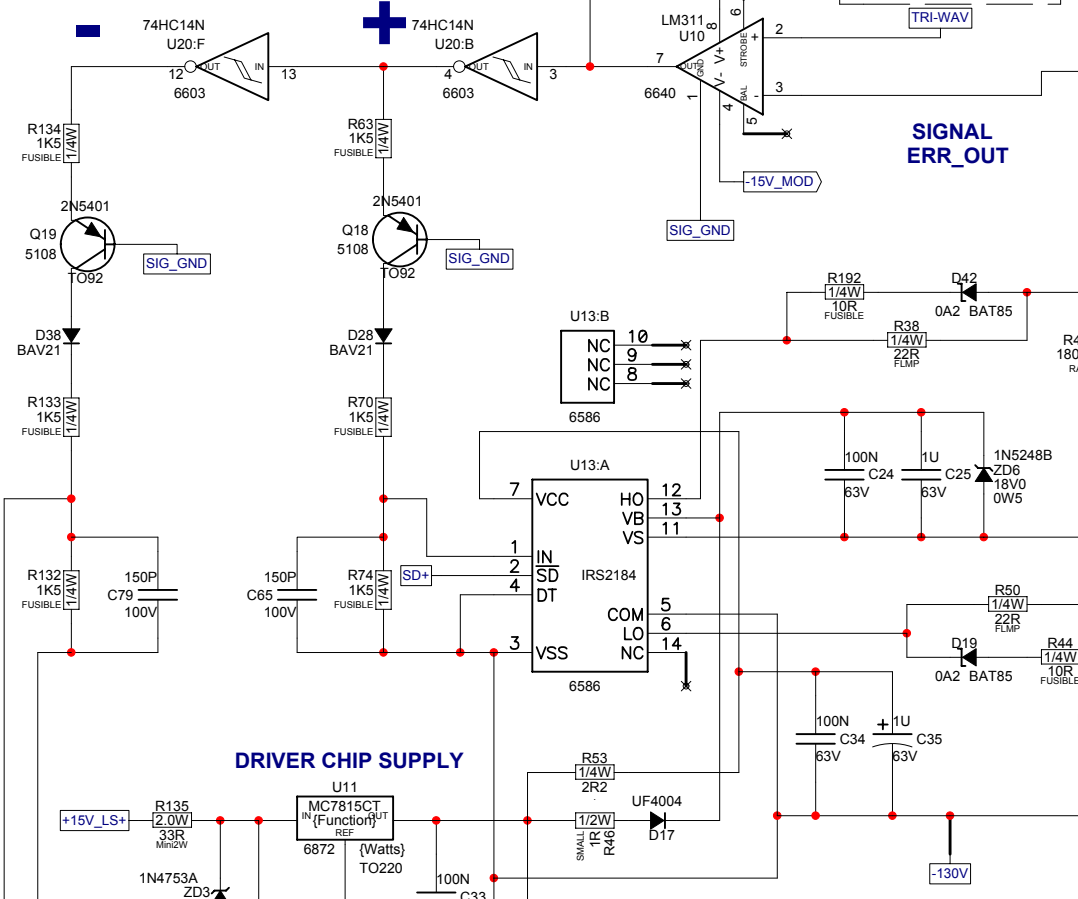 -
+
74HC14N
U20:F
12
OUT
IN
13
6603
74HC14N
U20:B
4
OUT
IN
3
6603
LM311
U10
7
OUT
GND
V+
V-
STROBE
BAL
+
-
8
6
2
3
1
4
5
6640
TRI-WAV
SIGNAL
ERR_OUT
-15V_MOD
SIG_GND
R134
1K5
FUSIBLE
1/4W
R63
1K5
FUSIBLE
1/4W
2N5401
Q19
5108
TO92
SIG_GND
2N5401
Q18
5108
TO92
SIG_GND
D38
BAV21
D28
BAV21
R133
1K5
FUSIBLE
1/4W
R70
1K5
FUSIBLE
1/4W
R192
1/4W
10R
FUSIBLE
D42
0A2 BAT85
R38
1/4W
22R
FLMP
R4
180
RA
U13:B
NC 10
NC 9
NC 8
6586
100N
C24
63V
1U
C25
63V
1N5248B
ZD6
18V0
0W5
U13:A
7 VCC
1 IN
2 SD
4 DT
3 VSS
IRS2184
HO 12
VB 13
VS 11
COM 5
LO 6
NC 14
6586
SD+
R132
1K5
FUSIBLE
1/4W
150P
C79
100V
150P
C65
100V
R74
1K5
FUSIBLE
1/4W
R50
1/4W
22R
FLMP
D19
0A2 BAT85
R44
1/4W
10R
FUSIBLE
100N
C34
63V
+
1U
C35
63V
-130V
DRIVER CHIP SUPPLY
U11
MC7815CT
IN
{Function}
OUT
REF
6872
{Watts}
TO220
+15V_LS+
R135
2.0W
33R
Mini2W
1N4753A
ZD3
100N
C33
R53
1/4W
2R2
1/2W
SMALL
1R
R46
UF4004
D17